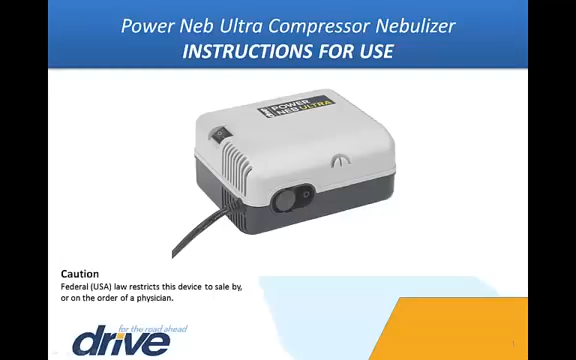 Power Neb Ultra Compressor Nebulizer
INSTRUCTIONS FOR USE
POWER
NEB ULTRA
Caution
Federal (USA) law restricts this device to sale by,
or on the order of a physician.
for the road ahead
drive
1